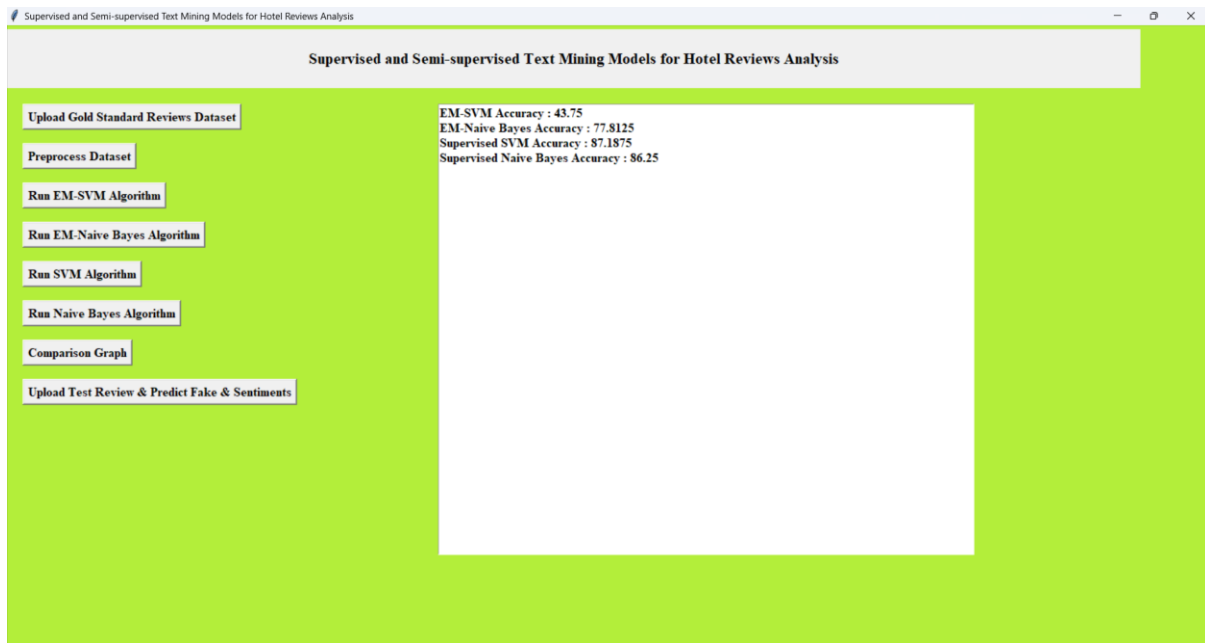 Supervised and Semi-supervised Text Mining Models for Hotel Reviews Analysis
Supervised and Semi-supervised Text Mining Models for Hotel Reviews Analysis
Upload Gold Standard Reviews Dataset
Preprocess Dataset
Run EM-SVM Algorithm
Run EM-Naive Bayes Algorithm
Run SVM Algorithm
Run Naive Bayes Algorithm
Comparison Graph
Upload Test Review & Predict Fake & Sentiments
EM-SVM Accuracy : 43.75
EM-Naive Bayes Accuracy : 77.8125
Supervised SVM Accuracy : 87.1875
Supervised Naive Bayes Accuracy : 86.25